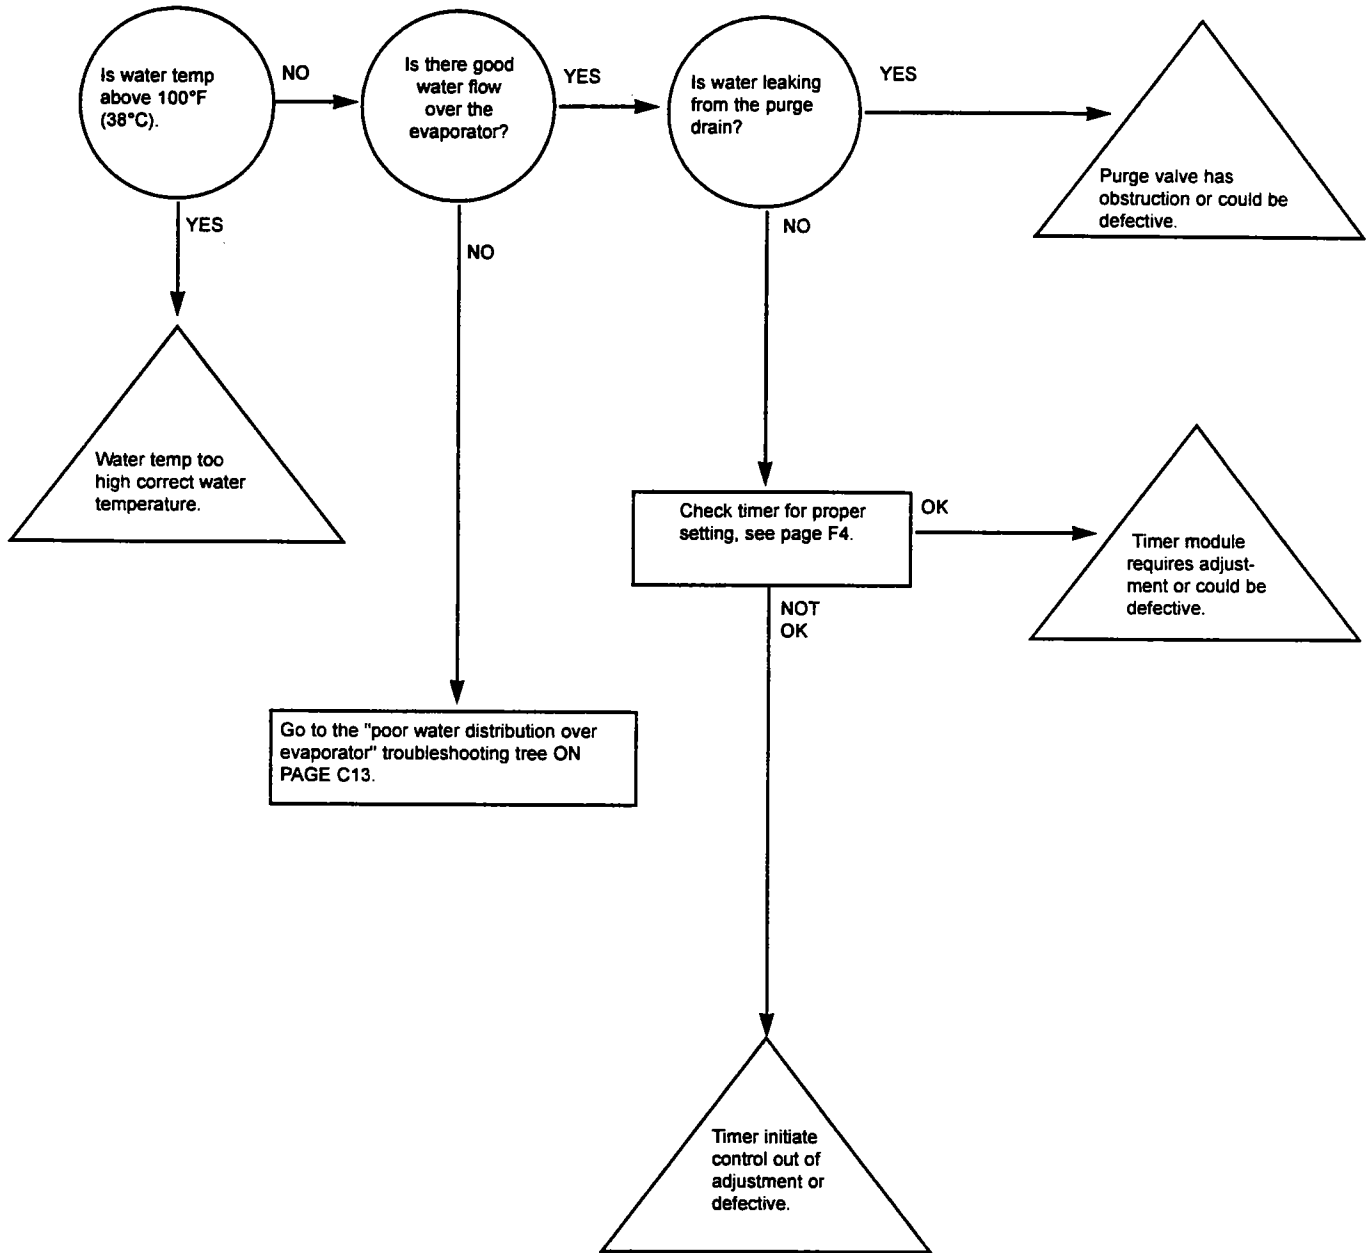 Is water temp
above 100°F
(38°C).
NO
Is there good
water flow
over the
evaporator?
YES
Is water leaking
from the purge
drain?
YES
Purge valve has
obstruction or could be
defective.
YES
NO
NO
Water temp too
high correct water
temperature.
Check timer for proper
setting, see page F4.
OK
Timer module
requires adjust-
ment or could be
defective.
NOT
OK
Go to the "poor water distribution over
evaporator" troubleshooting tree ON
PAGE C13.
Timer initiate
control out of
adjustment or
defective.